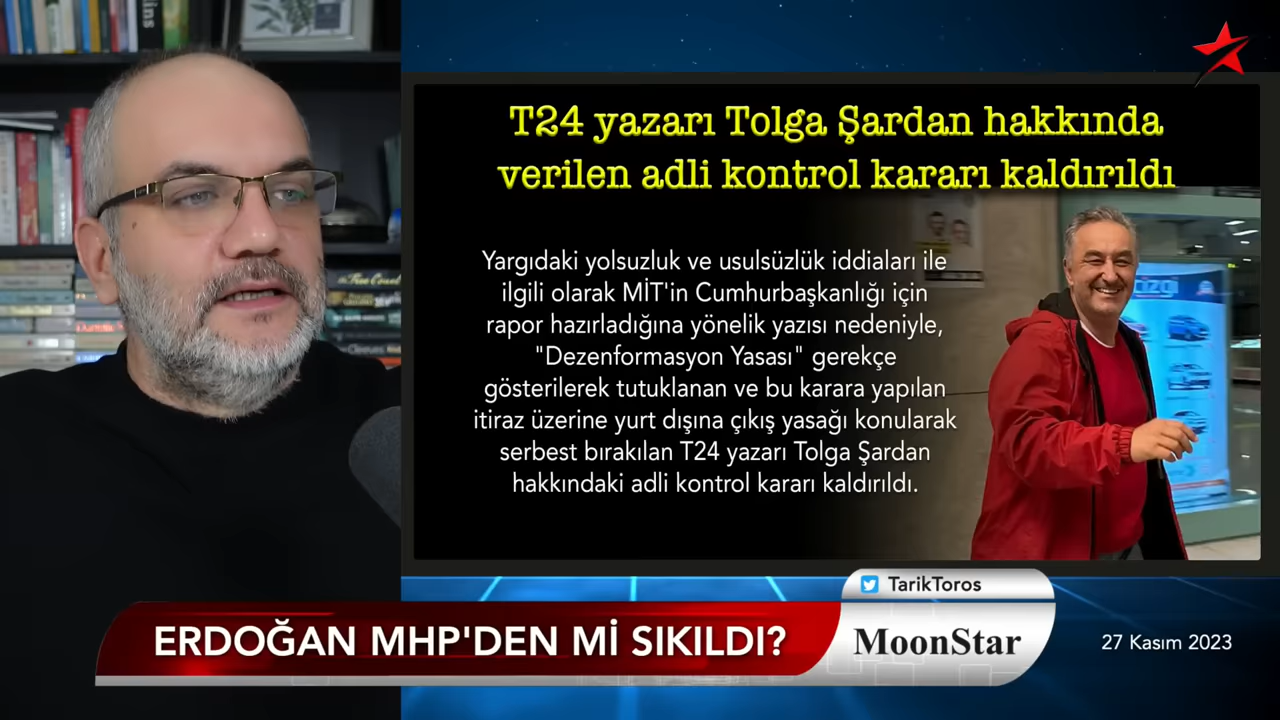 T24 yazarı Tolga Şardan hakkında
verilen adli kontrol kararı kaldırıldı
Yargıdaki yolsuzluk ve usulsüzlük iddiaları ile
ilgili olarak MİT'in Cumhurbaşkanlığı için
rapor hazırladığına yönelik yazısı nedeniyle,
"Dezenformasyon Yasası" gerekçe
gösterilerek tutuklanan ve bu karara yapılan
itiraz üzerine yurt dışına çıkış yasağı konularak
serbest bırakılan T24 yazarı Tolga Şardan
hakkındaki adli kontrol kararı kaldırıldı.
TarikToros
ERDOĞAN MHP'DEN Mİ SIKILDI?
MoonStar
27 Kasım 2023